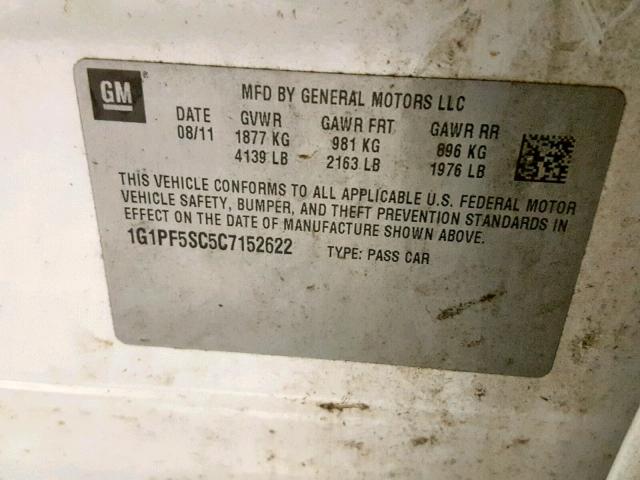 GM ®
MFD BY GENERAL MOTORS LLC
DATE GVWR GAWR FRT GAWR RR
08/11 1877 KG 981 KG 896 KG
4139 LB 2163 LB 1976 LB
THIS VEHICLE CONFORMS TO ALL APPLICABLE U.S. FEDERAL MOTOR
VEHICLE SAFETY, BUMPER, AND THEFT PREVENTION STANDARDS IN
EFFECT ON THE DATE OF MANUFACTURE SHOWN ABOVE.
1G1PF5SC5C7152622 TYPE: PASS CAR